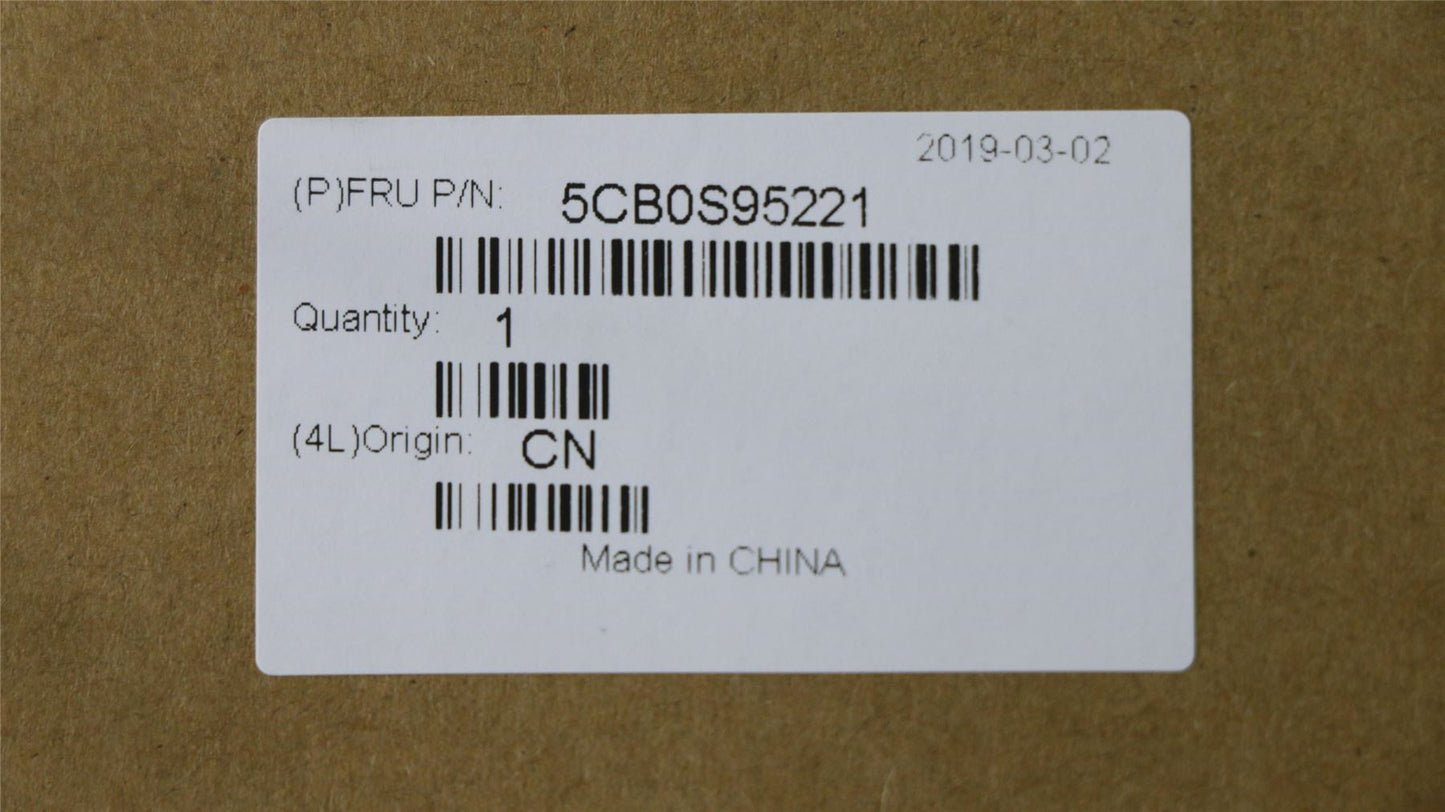 2019-03-02
(P)FRU P/N: 5CB0S95221
Quantity: 1
(4L)Origin: CN
Made in CHINA